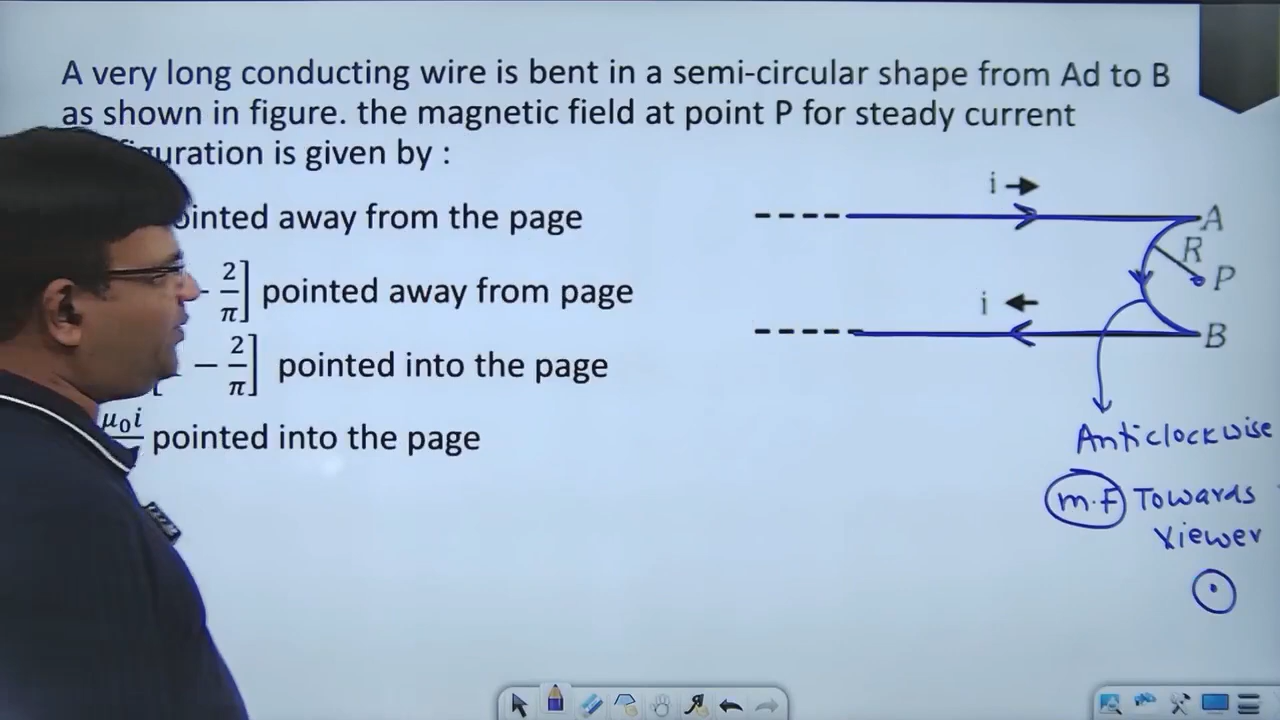 A very long conducting wire is bent in a semi-circular shape from Ad to B
as shown in figure. the magnetic field at point P for steady current
is given by :
pointed away from the page
- 2/π] pointed away from page
[ − 2/π] pointed into the page
μ₀i pointed into the page
i →
A
R
P
i ←
B
Anticlockwise
m.F Towards
Viewer